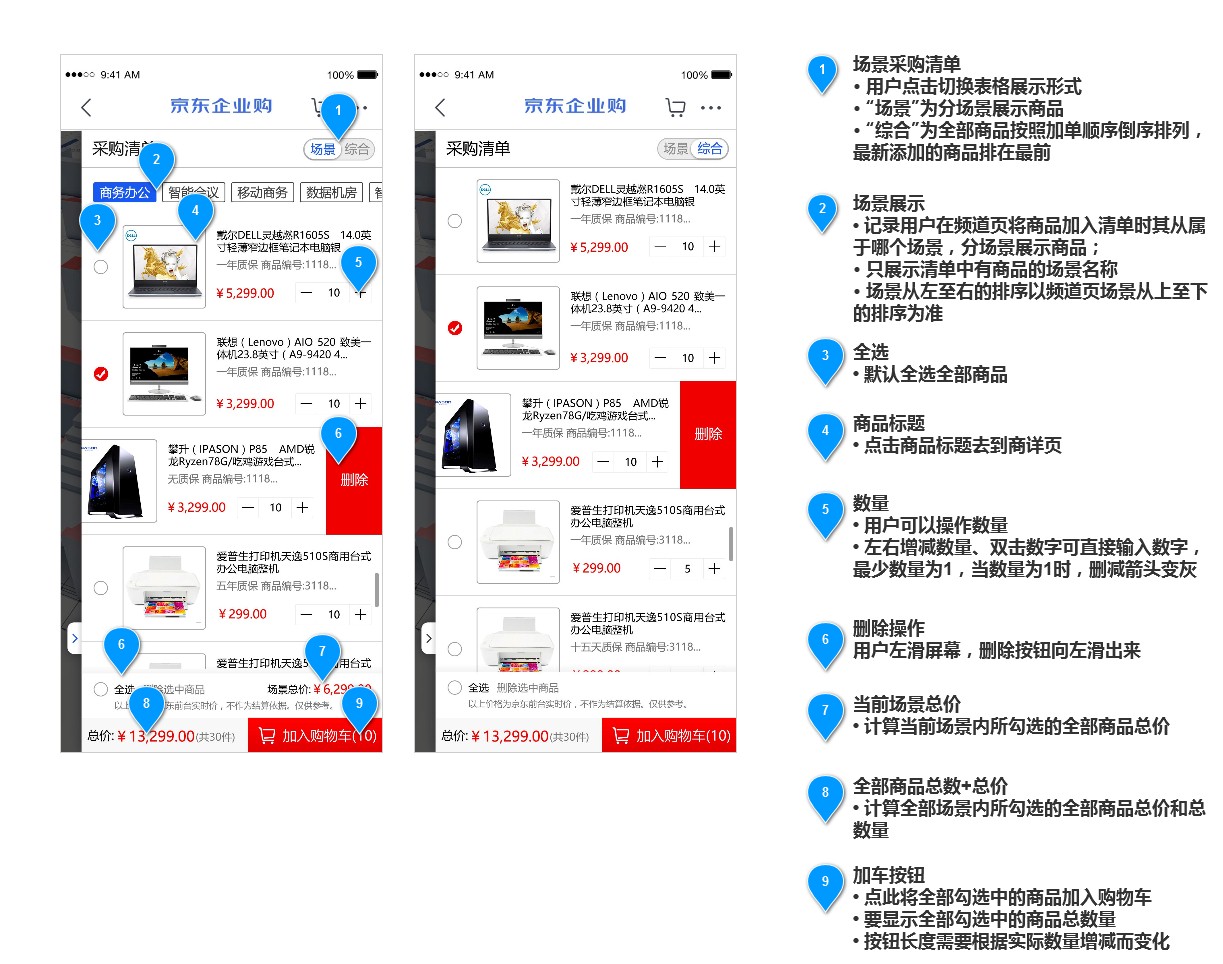 ●●●○○ 9:41 AM 100%
京东企业购
1
采购清单
场景 综合
2
商务办公 智能会议 移动商务 数据机房
3
4
戴尔DELL灵越燃R1605S 14.0英
寸轻薄窄边框笔记本电脑银
一年质保 商品编号:1118...
5
¥5,299.00 — 10 +
联想（Lenovo）AIO 520 致美一
体机23.8英寸（A9-9420 4...
一年质保 商品编号:1118...
¥3,299.00 — 10 +
6
攀升（IPASON）P85 AMD锐
龙Ryzen78G/吃鸡游戏台式...
无质保 商品编号:1118...
¥3,299.00 — 10 +
删除
爱普生打印机天逸510S商用台式
办公电脑整机
五年质保 商品编号:3118...
¥299.00 — 10 +
爱普生打印机天逸510S商用台式
6
7
全选 除选中商品 场景总价:¥6,29
8
9
以上 东前台实时价，不作为结算依据。仅供参考。
总价:¥13,299.00(共30件) 加入购物车(10)
●●●○○ 9:41 AM 100%
京东企业购
采购清单
场景 综合
戴尔DELL灵越燃R1605S 14.0英
寸轻薄窄边框笔记本电脑银
一年质保 商品编号:1118...
¥5,299.00 — 10 +
联想（Lenovo）AIO 520 致美一
体机23.8英寸（A9-9420 4...
一年质保 商品编号:1118...
¥3,299.00 — 10 +
攀升（IPASON）P85 AMD锐
龙Ryzen78G/吃鸡游戏台式...
一年质保 商品编号:1118...
¥3,299.00 — 10 +
删除
爱普生打印机天逸510S商用台式
办公电脑整机
一年质保 商品编号:3118...
¥299.00 — 5 +
爱普生打印机天逸510S商用台式
办公电脑整机
十五天质保 商品编号:3118...
全选 删除选中商品
以上价格为京东前台实时价，不作为结算依据。仅供参考。
总价:¥13,299.00(共30件) 加入购物车(10)
1
场景采购清单
• 用户点击切换表格展示形式
• “场景”为分场景展示商品
• “综合”为全部商品按照加单顺序倒序排列，
最新添加的商品排在最前
2
场景展示
• 记录用户在频道页将商品加入清单时其从属
于哪个场景，分场景展示商品；
• 只展示清单中有商品的场景名称
• 场景从左至右的排序以频道页场景从上至下
的排序为准
3
全选
• 默认全选全部商品
4
商品标题
• 点击商品标题去到商详页
5
数量
• 用户可以操作数量
• 左右增减数量、双击数字可直接输入数字，
最少数量为1，当数量为1时，删减箭头变灰
6
删除操作
用户左滑屏幕，删除按钮向左滑出来
7
当前场景总价
• 计算当前场景内所勾选的全部商品总价
8
全部商品总数+总价
• 计算全部场景内所勾选的全部商品总价和总
数量
9
加车按钮
• 点此将全部勾选中的商品加入购物车
• 要显示全部勾选中的商品总数量
• 按钮长度需要根据实际数量增减而变化